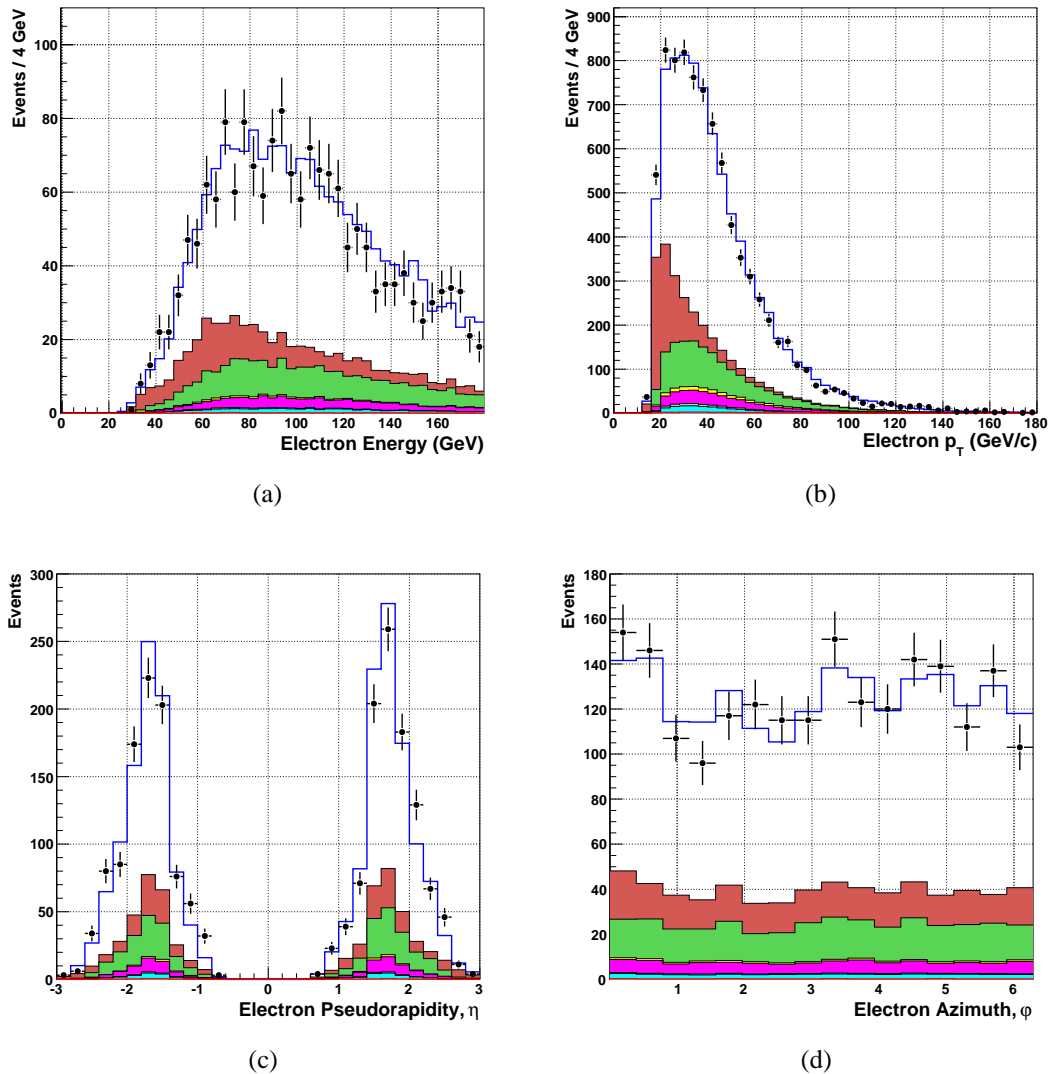 Events / 4 GeV
100
80
60
40
20
0
0 20 40 60 80 100 120 140 160
Electron Energy (GeV)
(a)
Events / 4 GeV
900
800
700
600
500
400
300
200
100
0
0 20 40 60 80 100 120 140 160 180
Electron pT (GeV/c)
(b)
Events
300
250
200
150
100
50
0
-3 -2 -1 0 1 2 3
Electron Pseudorapidity, η
(c)
Events
180
160
140
120
100
80
60
40
20
0
1 2 3 4 5 6
Electron Azimuth, φ
(d)